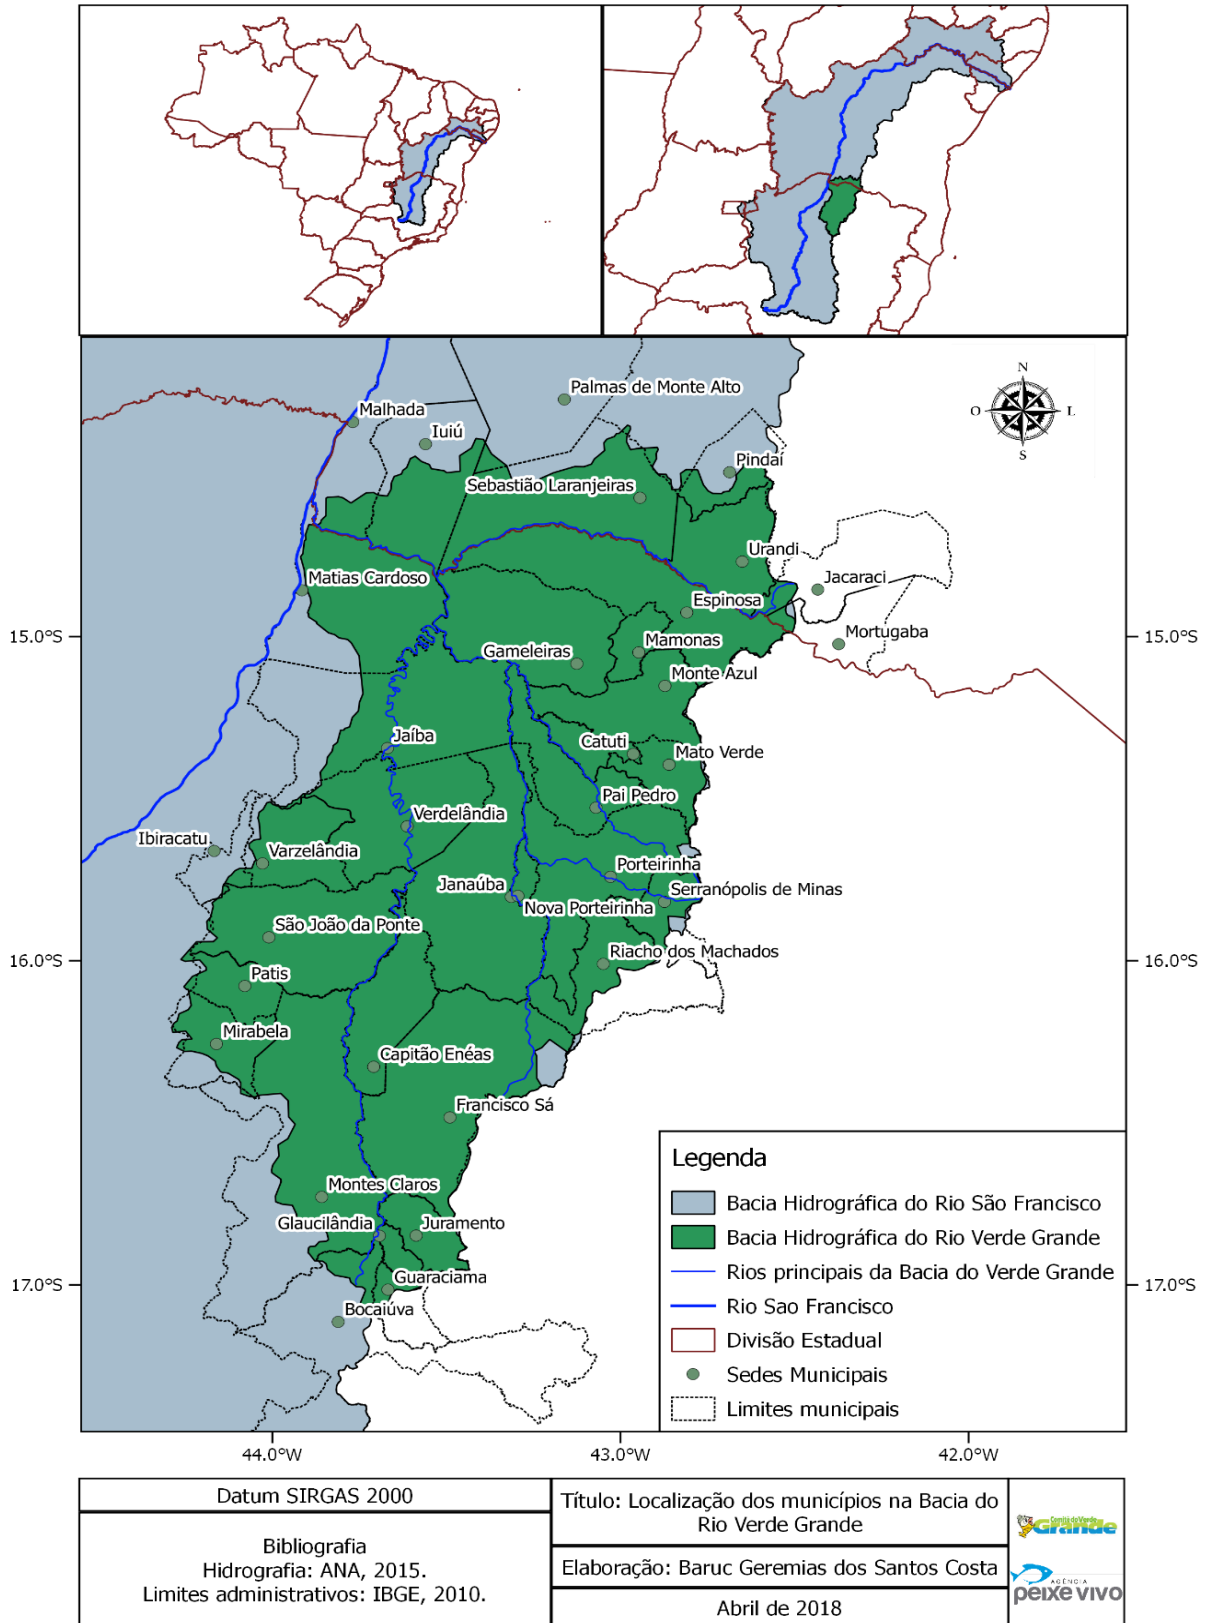 Palmas de Monte Alto
Malhada
Iuiú
N
O
L
S
Pindaí
Sebastião Laranjeiras
Urandi
Matias Cardoso
Jacaraci
Espinosa
15.0°S
Mamonas
Mortugaba
15.0°S
Gameleiras
Monte Azul
Jaíba
Catuti
Mato Verde
Pai Pedro
Verdelândia
Ibiracatu
Varzelândia
Porteirinha
Janaúba
Serranópolis de Minas
Nova Porteirinha
São João da Ponte
16.0°S
Riacho dos Machados
16.0°S
Patis
Mirabela
Capitão Enéas
Francisco Sá
Montes Claros
Glaucilândia
Juramento
Guaraciama
17.0°S
17.0°S
Bocaiúva
Legenda
Bacia Hidrográfica do Rio São Francisco
Bacia Hidrográfica do Rio Verde Grande
Rios principais da Bacia do Verde Grande
Rio Sao Francisco
Divisão Estadual
Sedes Municipais
Limites municipais
44.0°W
43.0°W
42.0°W
Datum SIRGAS 2000
Bibliografia
Hidrografia: ANA, 2015.
Limites administrativos: IBGE, 2010.
Título: Localização dos municípios na Bacia do
Rio Verde Grande
Elaboração: Baruc Geremias dos Santos Costa
Abril de 2018
Comitê do Verde
Grande
AGÊNCIA
peixe vivo